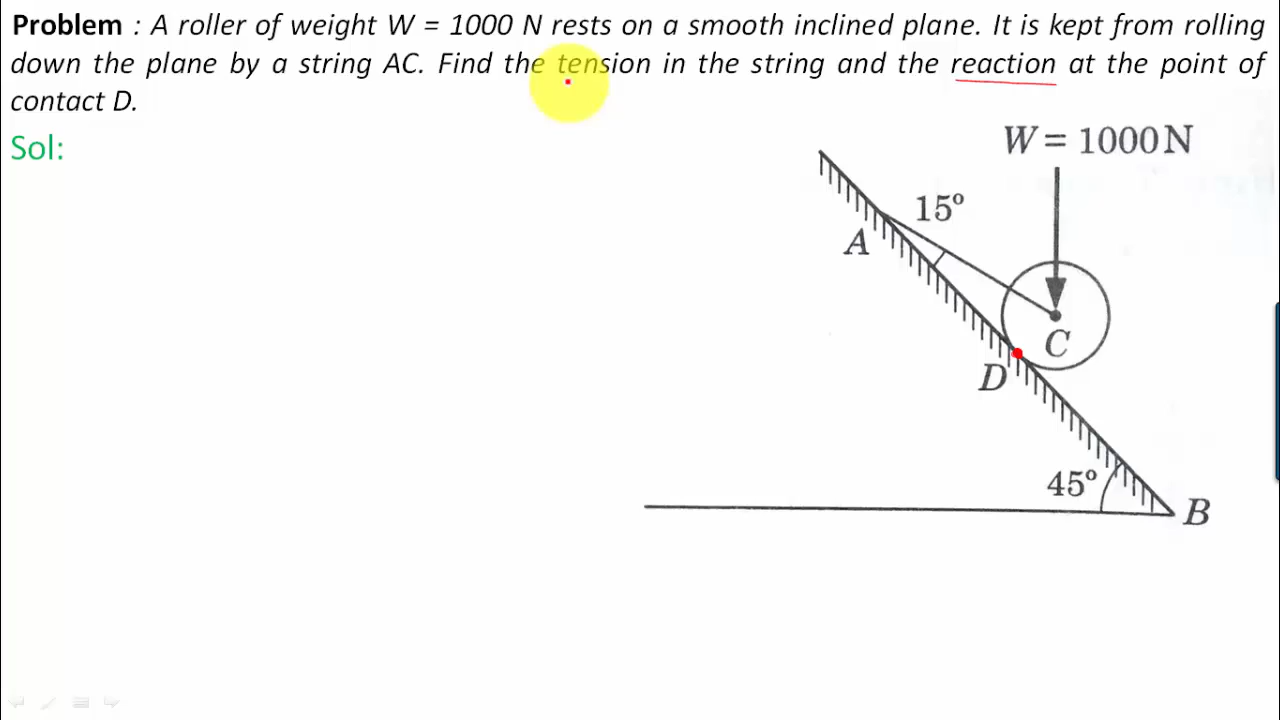 Problem : A roller of weight W = 1000 N rests on a smooth inclined plane. It is kept from rolling
down the plane by a string AC. Find the tension in the string and the reaction at the point of
contact D.
Sol:
W = 1000 N
15°
A
C
D
45°
B